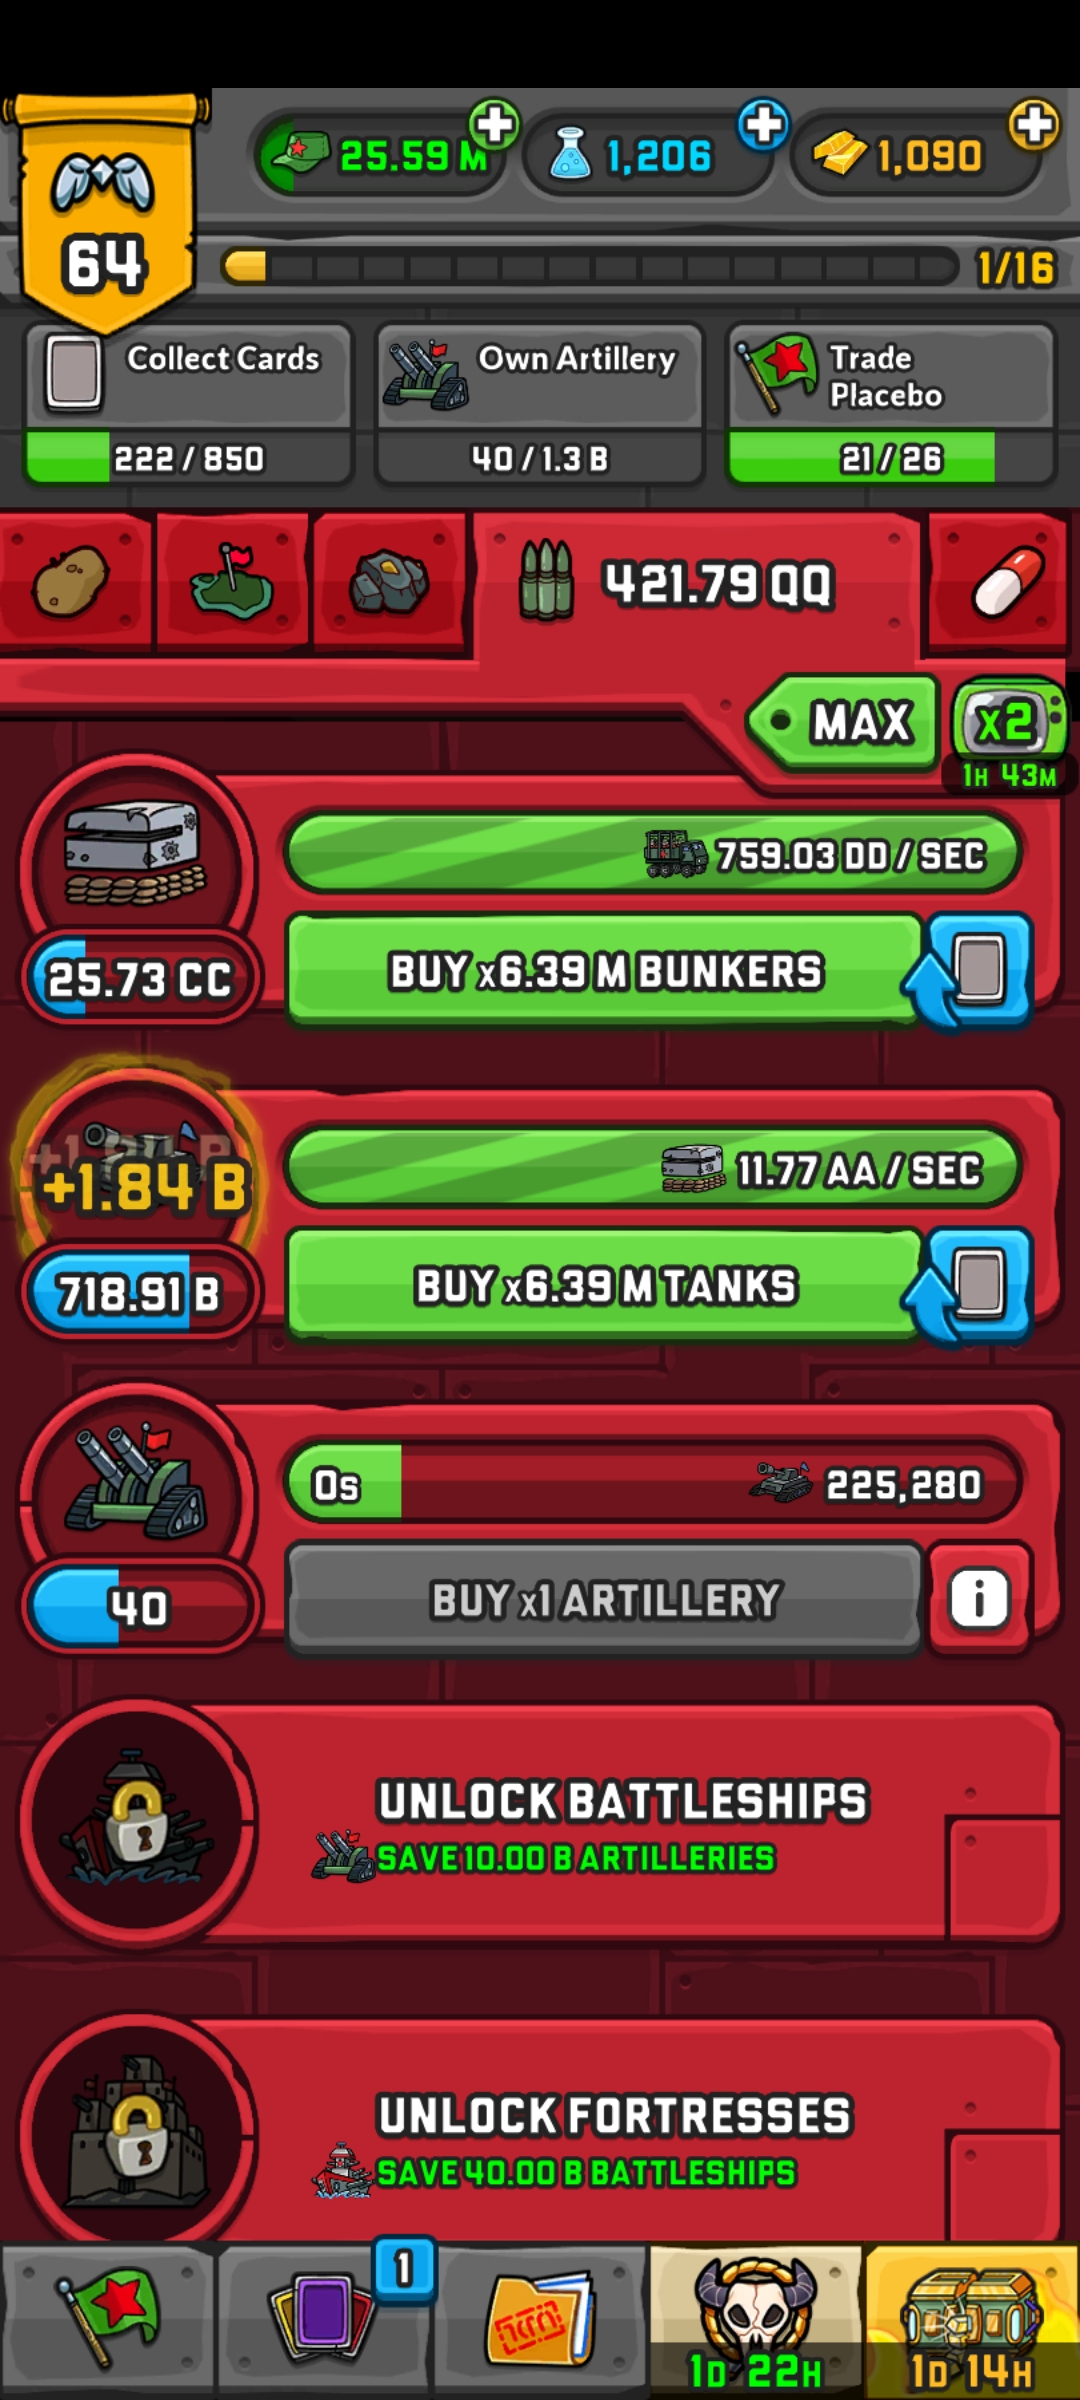 64
25.59 M
1,206
1,090
1/16
Collect Cards
222 / 850
Own Artillery
40 / 1.3 B
Trade
Placebo
21 / 26
421.79 QQ
MAX
X2
1H 43M
759.03 DD / SEC
25.73 CC
BUY x6.39 M BUNKERS
+1.84 B
11.77 AA / SEC
718.91 B
BUY x6.39 M TANKS
0s
225,280
40
BUY x1 ARTILLERY
i
UNLOCK BATTLESHIPS
SAVE 10.00 B ARTILLERIES
UNLOCK FORTRESSES
SAVE 40.00 B BATTLESHIPS
1
1D 22H
1D 14H